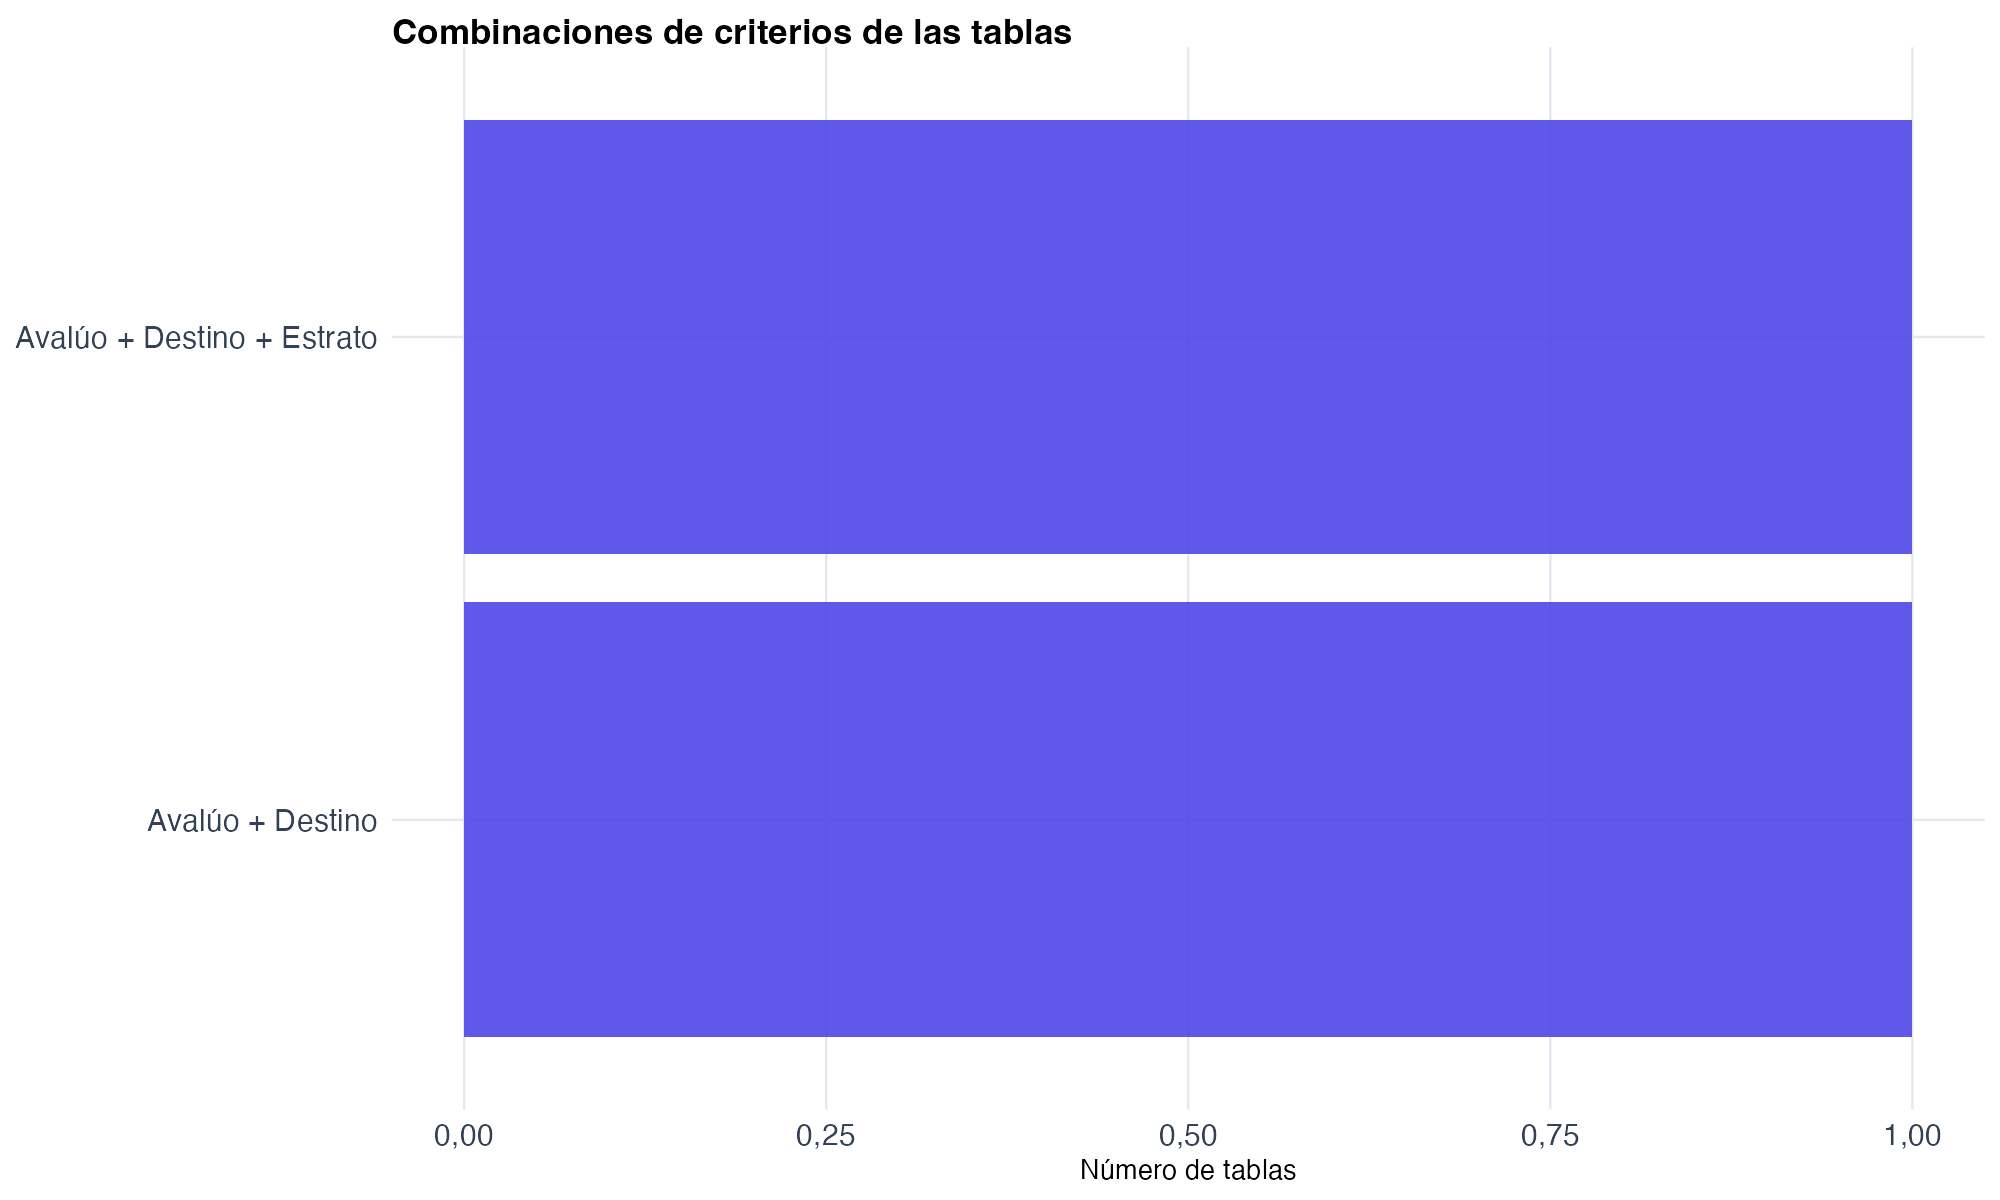 Combinaciones de criterios de las tablas
Avalúo + Destino + Estrato
Avalúo + Destino
0,00 0,25 0,50 0,75 1,00
Número de tablas